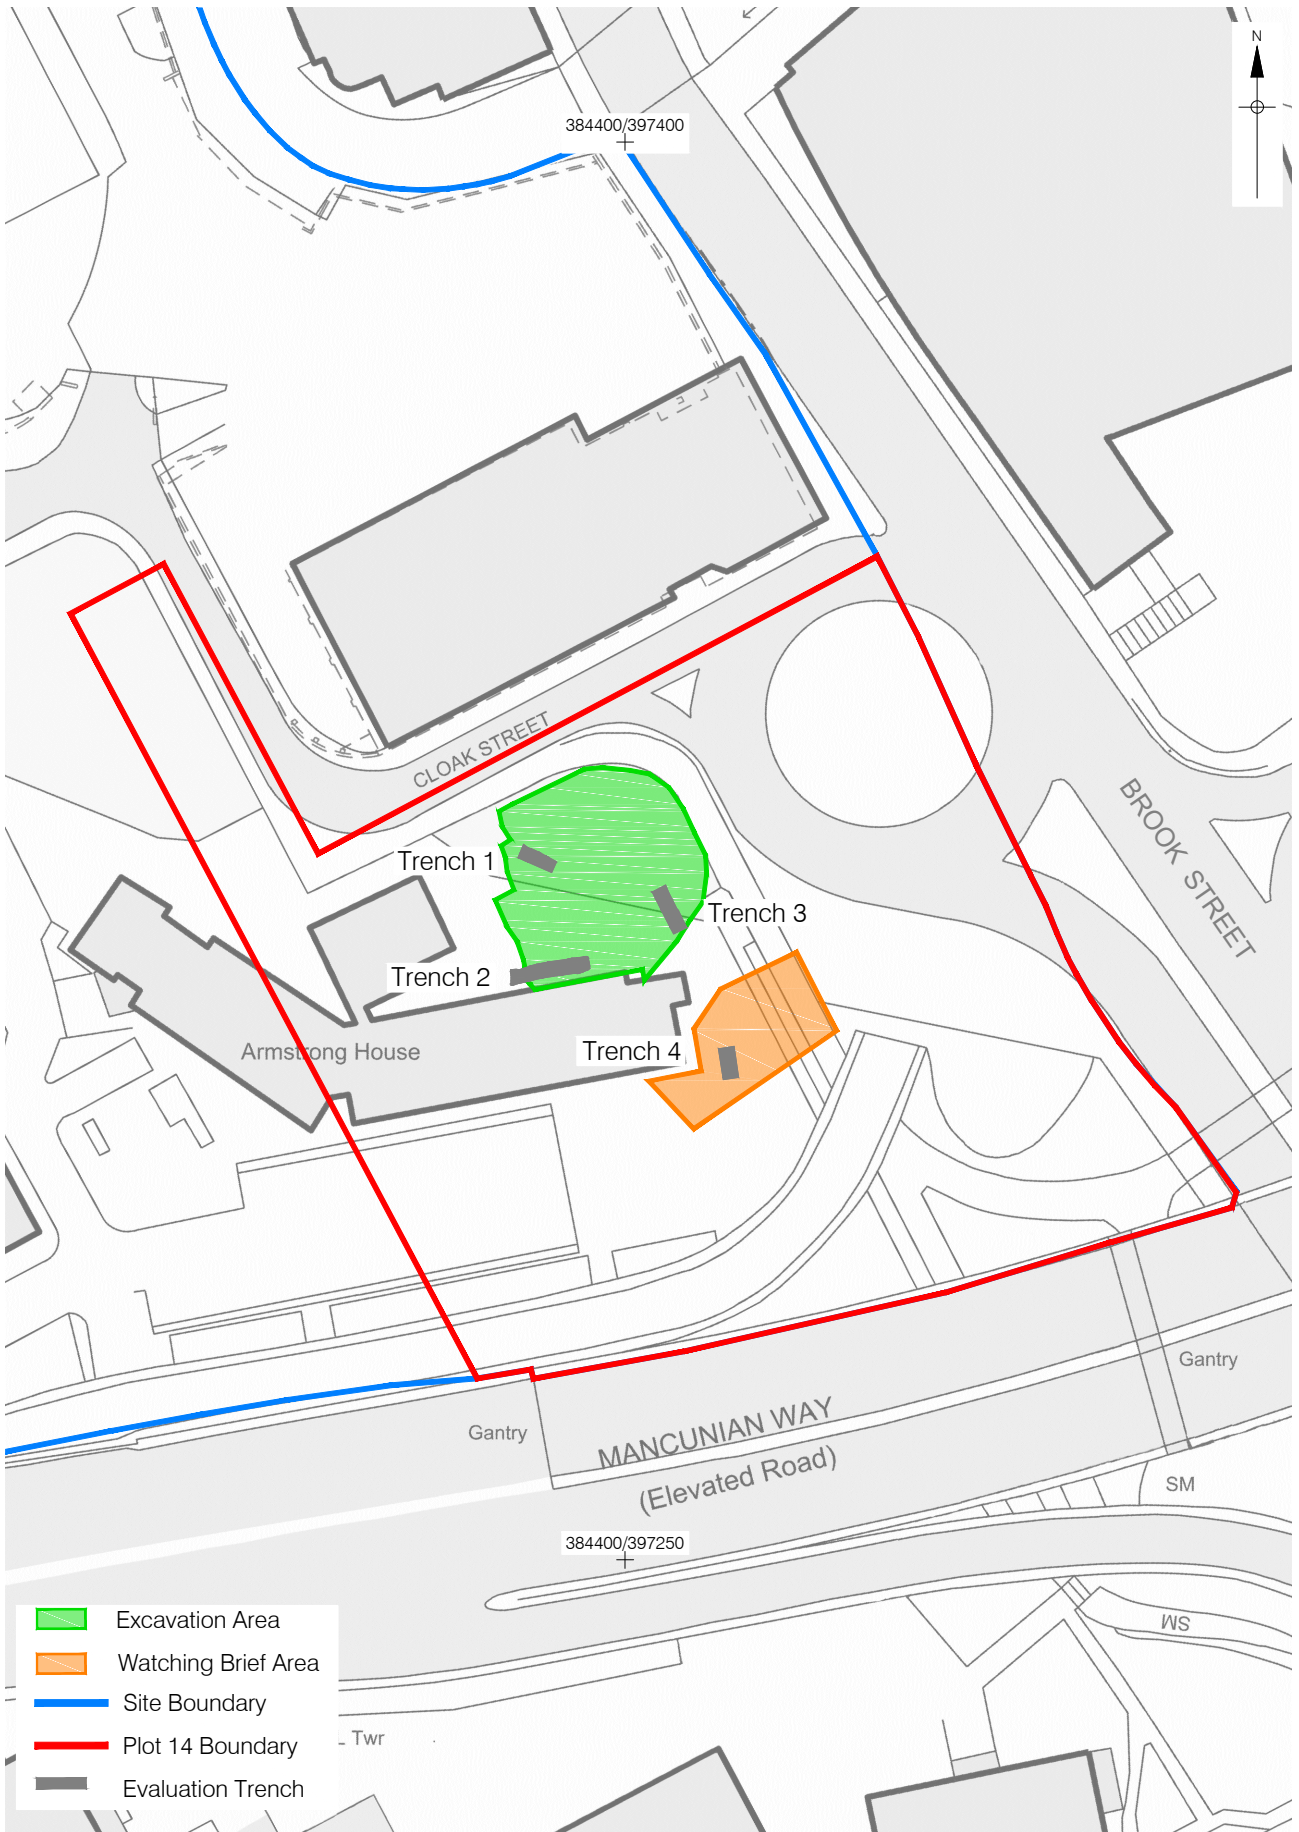 N
384400/397400
CLOAK STREET
BROOK STREET
Trench 1
Trench 3
Trench 2
Trench 4
Armstrong House
Gantry
Gantry
MANCUNIAN WAY
(Elevated Road)
SM
384400/397250
SM
Excavation Area
Watching Brief Area
Site Boundary
Plot 14 Boundary
Evaluation Trench
Twr